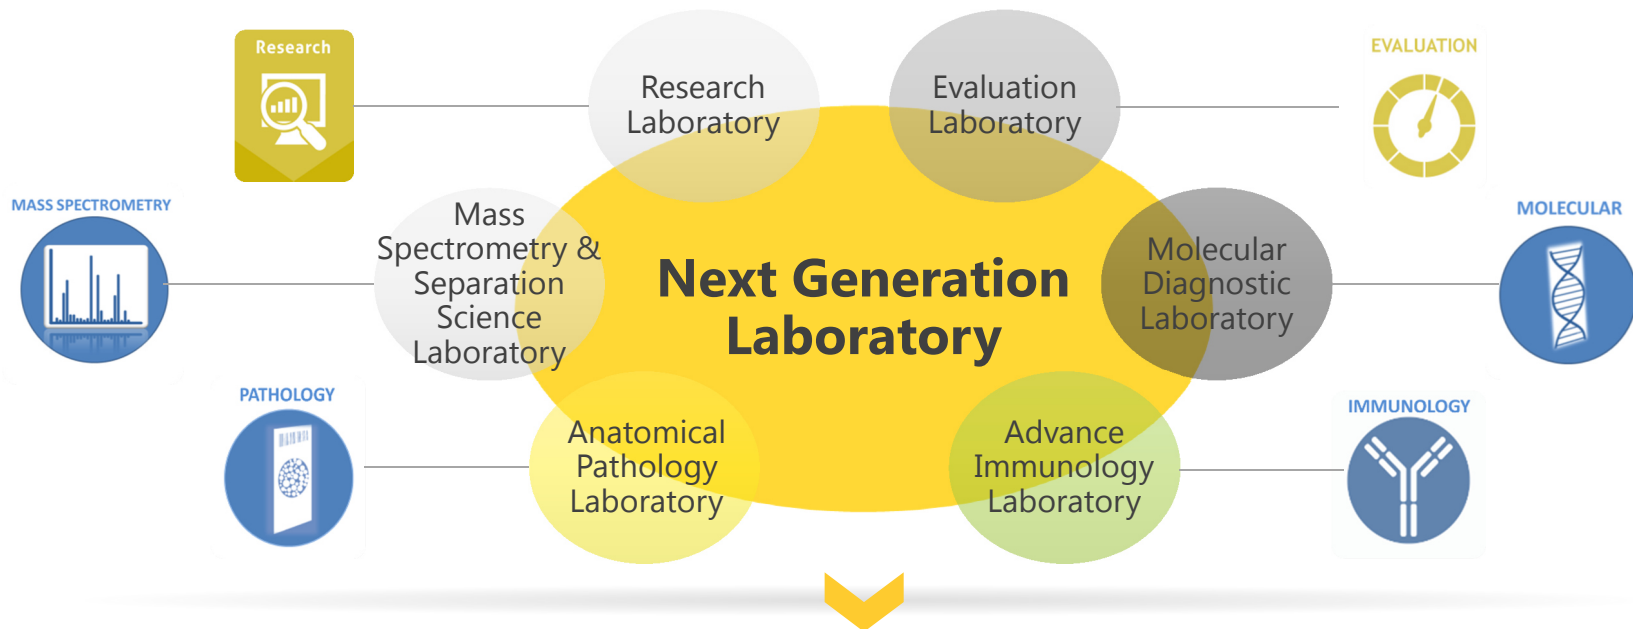 Research
Research
Laboratory
Evaluation
Laboratory
EVALUATION
MASS SPECTROMETRY
Mass
Spectrometry &
Separation
Science
Laboratory
Next Generation
Laboratory
Molecular
Diagnostic
Laboratory
MOLECULAR
PATHOLOGY
Anatomical
Pathology
Laboratory
Advance
Immunology
Laboratory
IMMUNOLOGY